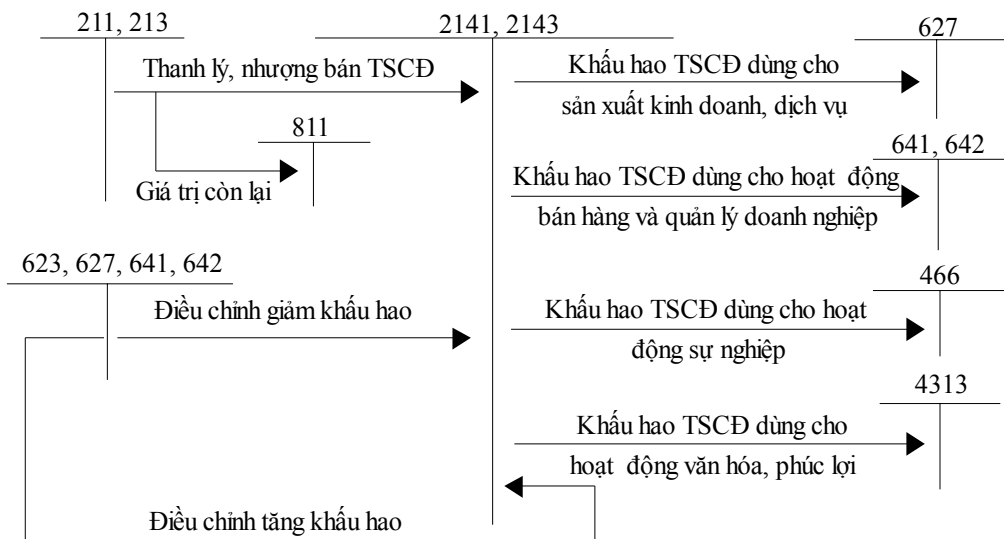 211, 213
2141, 2143
627
Thanh lý, nhượng bán TSCĐ
Khấu hao TSCĐ dùng cho
sản xuất kinh doanh, dịch vụ
811
Giá trị còn lại
641, 642
Khấu hao TSCĐ dùng cho hoạt động
bán hàng và quản lý doanh nghiệp
623, 627, 641, 642
466
Điều chỉnh giảm khấu hao
Khấu hao TSCĐ dùng cho hoạt
động sự nghiệp
4313
Khấu hao TSCĐ dùng cho
hoạt động văn hóa, phúc lợi
Điều chỉnh tăng khấu hao